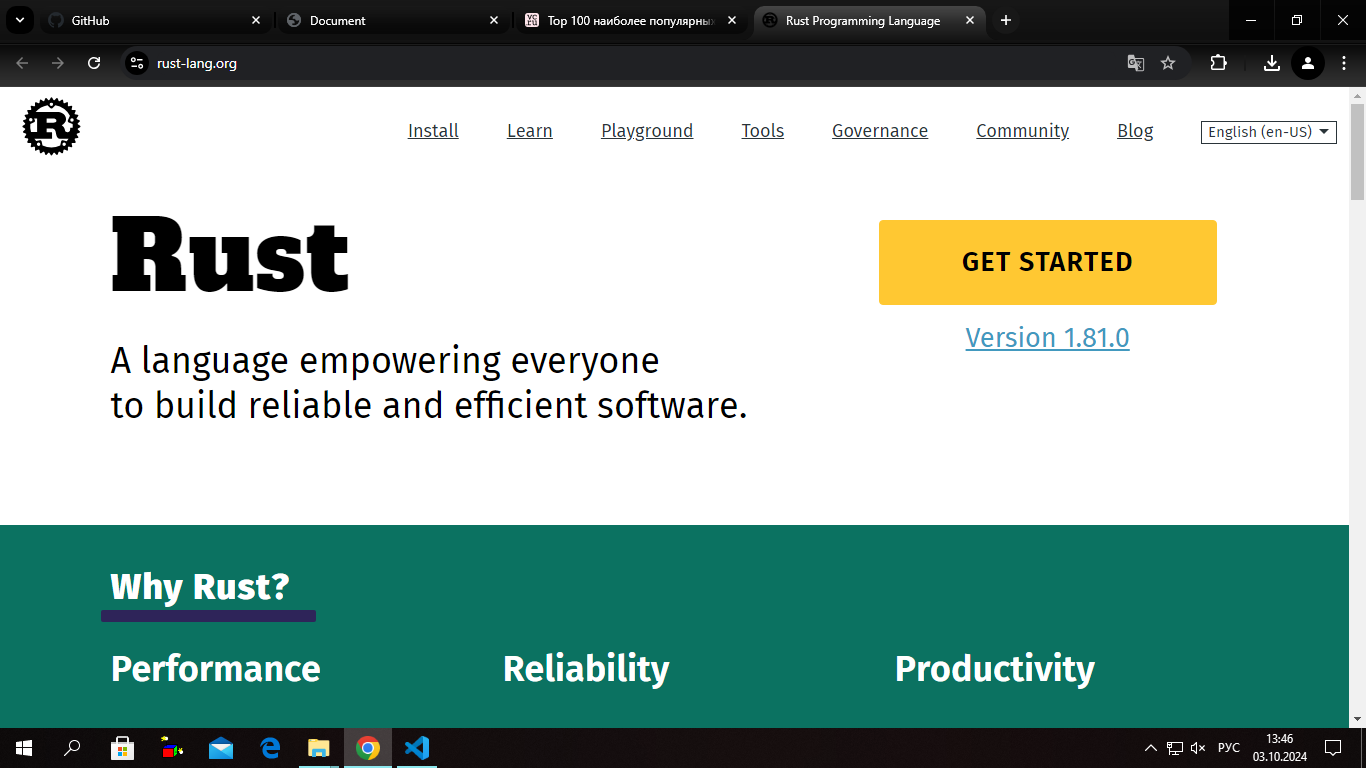 GitHub
Document
Top 100 наиболее популярных
Rust Programming Language
rust-lang.org
Install
Learn
Playground
Tools
Governance
Community
Blog
English (en-US)
Rust
GET STARTED
Version 1.81.0
A language empowering everyone
to build reliable and efficient software.
Why Rust?
Performance
Reliability
Productivity
РУС
13:46
03.10.2024